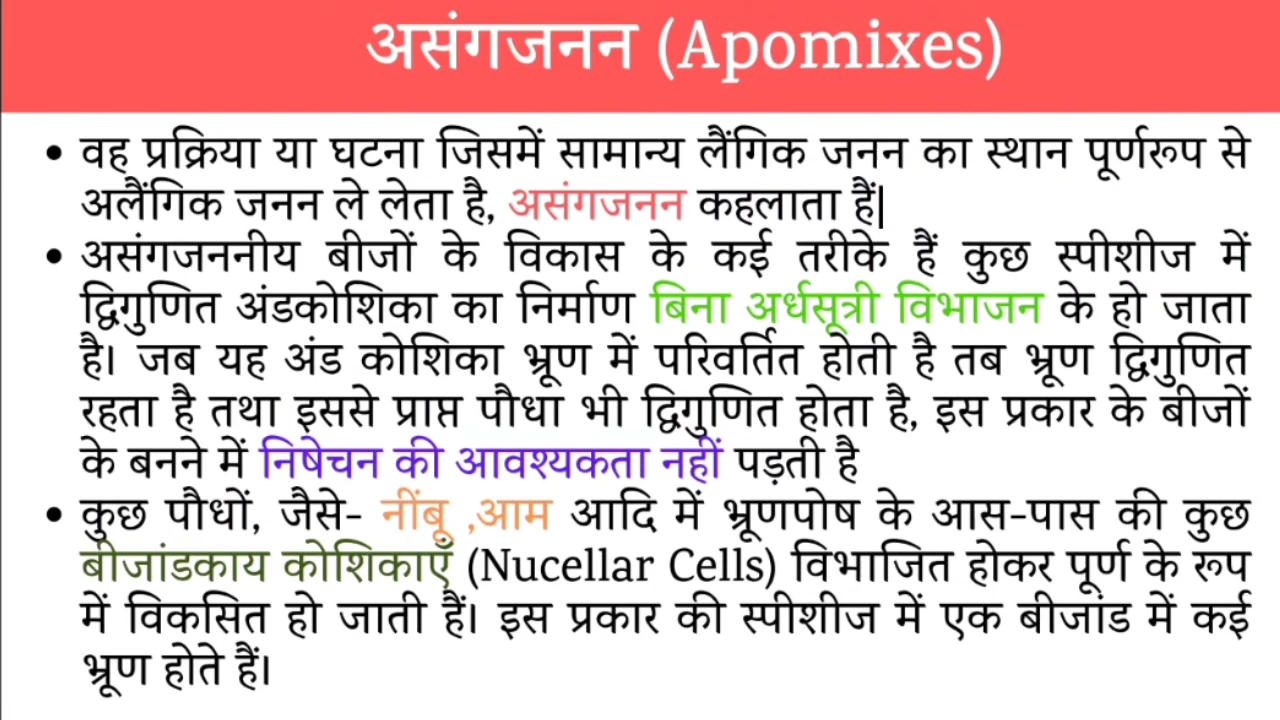 असंगजनन (Apomixes)
• वह प्रक्रिया या घटना जिसमें सामान्य लैंगिक जनन का स्थान पूर्णरूप से
अलैंगिक जनन ले लेता है, असंगजनन कहलाता हैं|
• असंगजननीय बीजों के विकास के कई तरीके हैं कुछ स्पीशीज में
द्विगुणित अंडकोशिका का निर्माण बिना अर्धसूत्री विभाजन के हो जाता
है। जब यह अंड कोशिका भ्रूण में परिवर्तित होती है तब भ्रूण द्विगुणित
रहता है तथा इससे प्राप्त पौधा भी द्विगुणित होता है, इस प्रकार के बीजों
के बनने में निषेचन की आवश्यकता नहीं पड़ती है
• कुछ पौधों, जैसे- नींबू ,आम आदि में भ्रूणपोष के आस-पास की कुछ
बीजांडकाय कोशिकाएँ (Nucellar Cells) विभाजित होकर पूर्ण के रूप
में विकसित हो जाती हैं। इस प्रकार की स्पीशीज में एक बीजांड में कई
भ्रूण होते हैं।